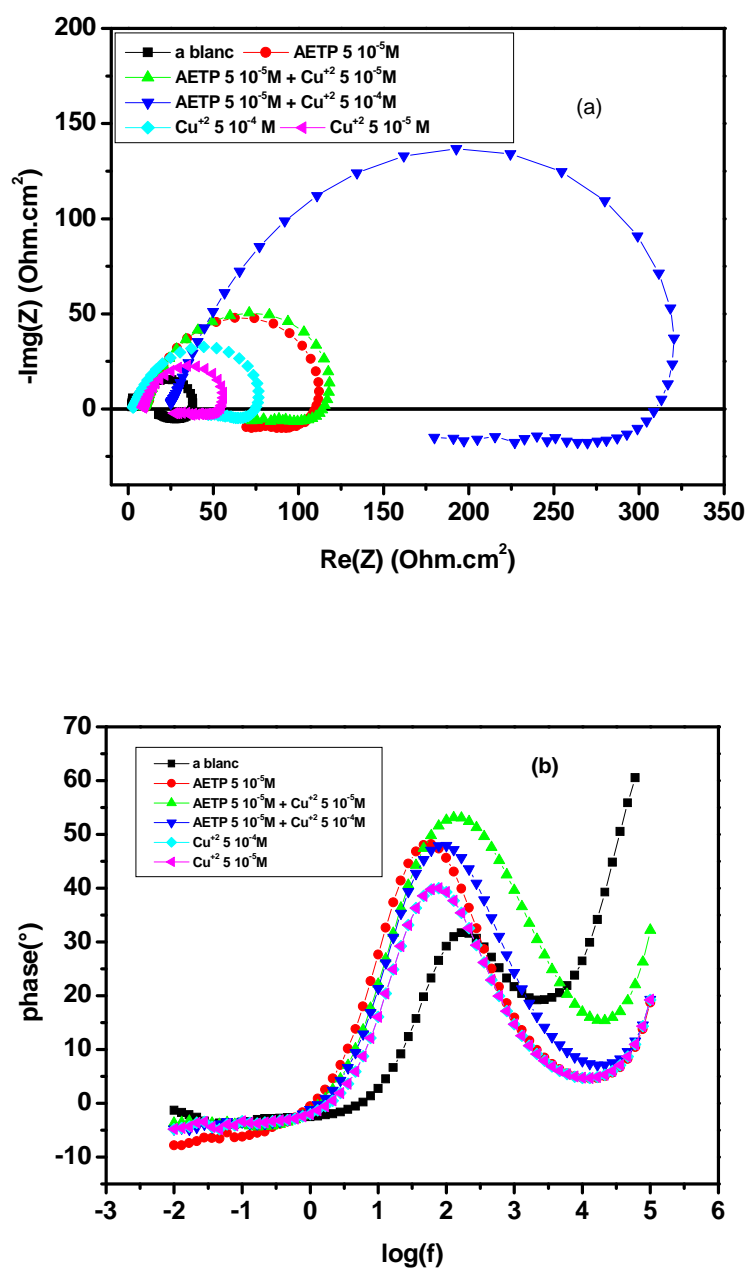 200
150
100
50
0
-Img(Z) (Ohm.cm²)
a blanc AETP 5 10⁻⁵M
AETP 5 10⁻⁵M + Cu⁺² 5 10⁻⁵M
AETP 5 10⁻⁵M + Cu⁺² 5 10⁻⁴M
Cu⁺² 5 10⁻⁴ M Cu⁺² 5 10⁻⁵ M
(a)
0 50 100 150 200 250 300 350
Re(Z) (Ohm.cm²)
70
60
50
40
30
20
10
0
-10
phase(°)
a blanc
AETP 5 10⁻⁵M
AETP 5 10⁻⁵M + Cu⁺² 5 10⁻⁵M
AETP 5 10⁻⁵M + Cu⁺² 5 10⁻⁴M
Cu⁺² 5 10⁻⁴M
Cu⁺² 5 10⁻⁵M
(b)
-3 -2 -1 0 1 2 3 4 5 6
log(f)